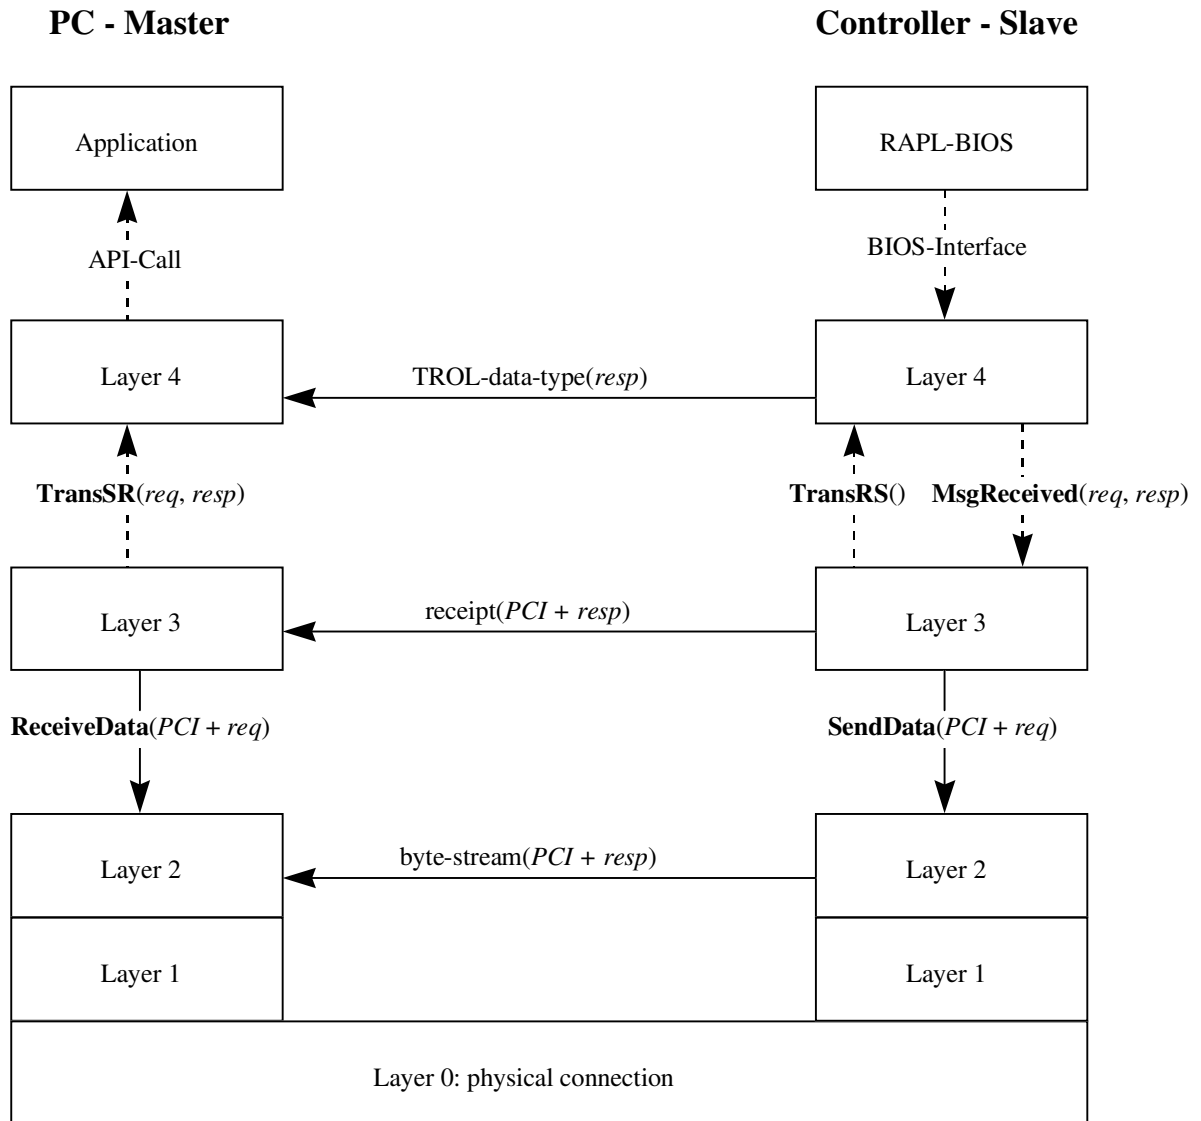 PC - Master
Controller - Slave
Application
RAPL-BIOS
API-Call
BIOS-Interface
Layer 4
TROL-data-type(resp)
Layer 4
TransSR(req, resp)
TransRS()
MsgReceived(req, resp)
Layer 3
receipt(PCI + resp)
Layer 3
ReceiveData(PCI + req)
SendData(PCI + req)
Layer 2
byte-stream(PCI + resp)
Layer 2
Layer 1
Layer 1
Layer 0: physical connection